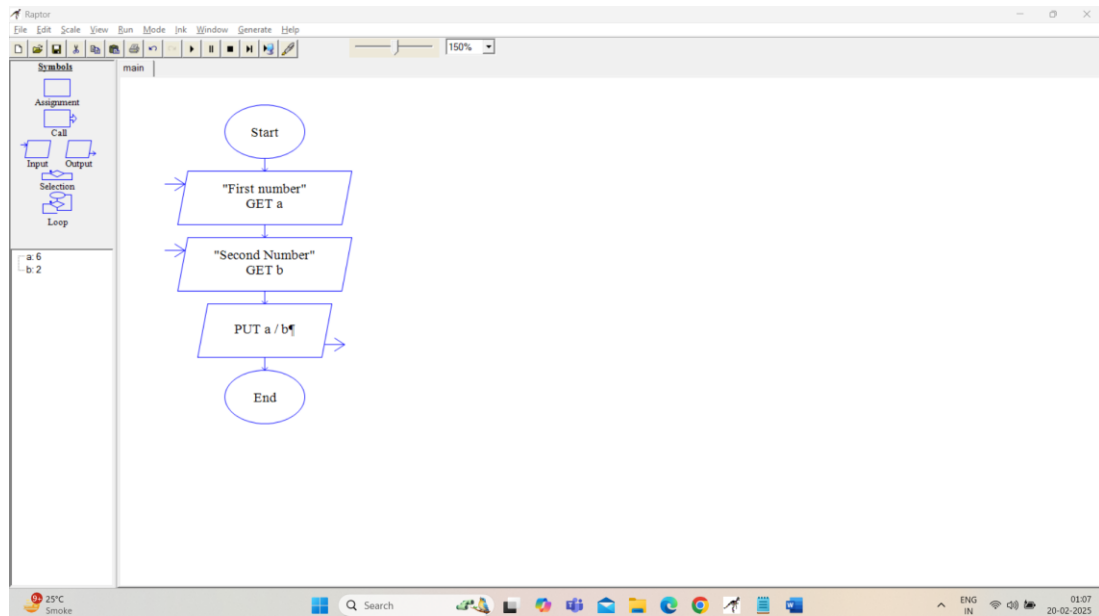 Raptor
File Edit Scale View Run Mode Ink Window Generate Help
150%
Symbols
main
Assignment
Call
Input Output
Selection
Loop
a: 6
b: 2
Start
"First number"
GET a
"Second Number"
GET b
PUT a / b¶
End
9+
25°C
Smoke
Search
ENG
IN
01:07
20-02-2025